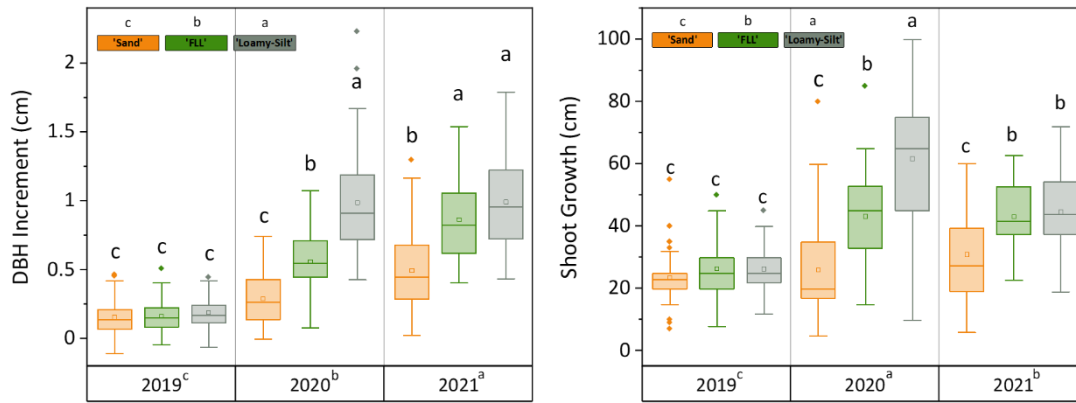 c b a
'Sand' 'FLL' 'Loamy-Silt'
DBH Increment (cm)
2
1.5
1
0.5
0
c c c
c b a
b a a
2019c 2020b 2021a
c b a
'Sand' 'FLL' 'Loamy-Silt'
Shoot Growth (cm)
100
80
60
40
20
0
c c c
c b a
c b b
2019c 2020a 2021b